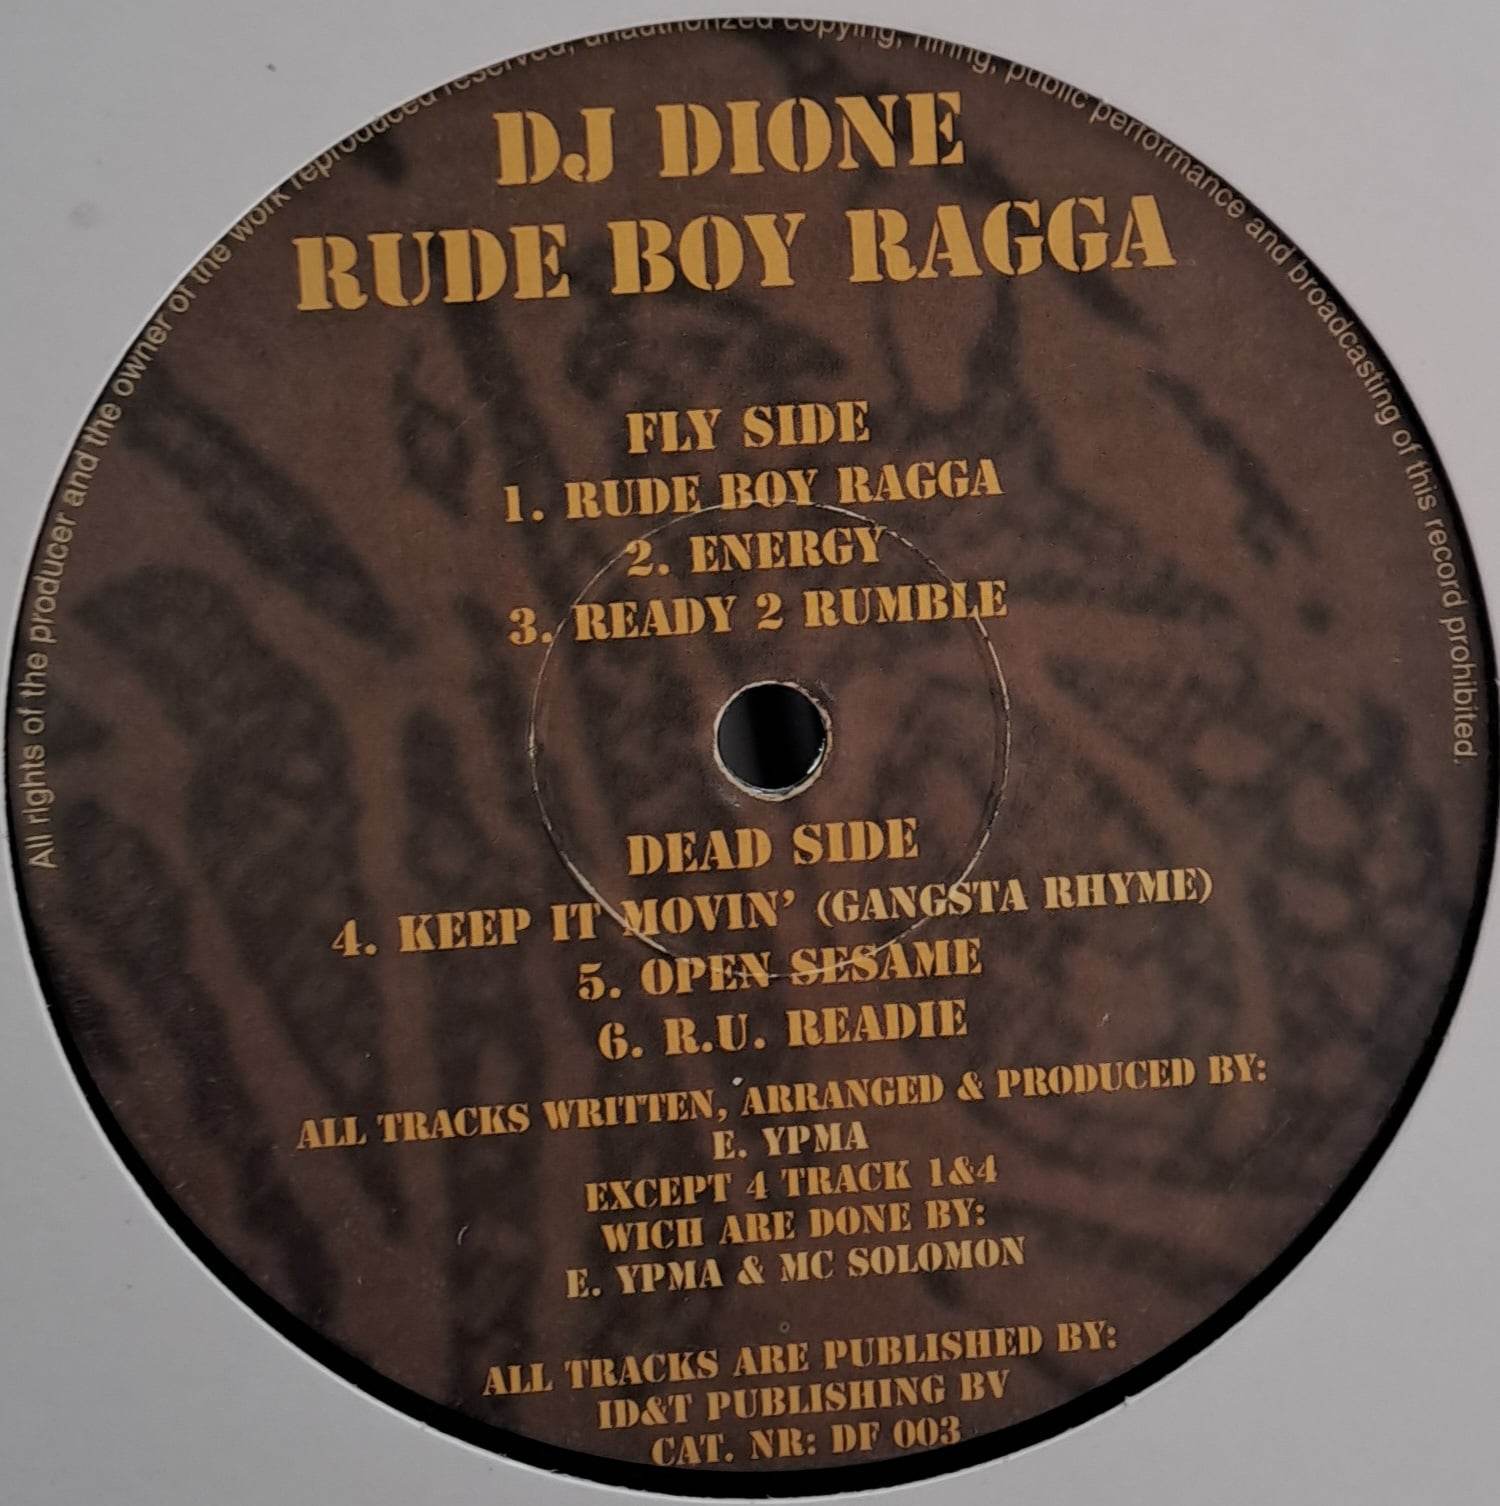 All rights of the producer and the owner of the work reproduced reserved, unauthorized copying, hiring, public performance and broadcasting of this record prohibited.
DJ DIONE
RUDE BOY RAGGA
FLY SIDE
1. RUDE BOY RAGGA
2. ENERGY
3. READY 2 RUMBLE
DEAD SIDE
4. KEEP IT MOVIN' (GANGSTA RHYME)
5. OPEN SESAME
6. R.U. READIE
ALL TRACKS WRITTEN, ARRANGED & PRODUCED BY:
E. YPMA
EXCEPT 4 TRACK 1&4
WICH ARE DONE BY:
E. YPMA & MC SOLOMON
ALL TRACKS ARE PUBLISHED BY:
ID&T PUBLISHING BV
CAT. NR: DF 003